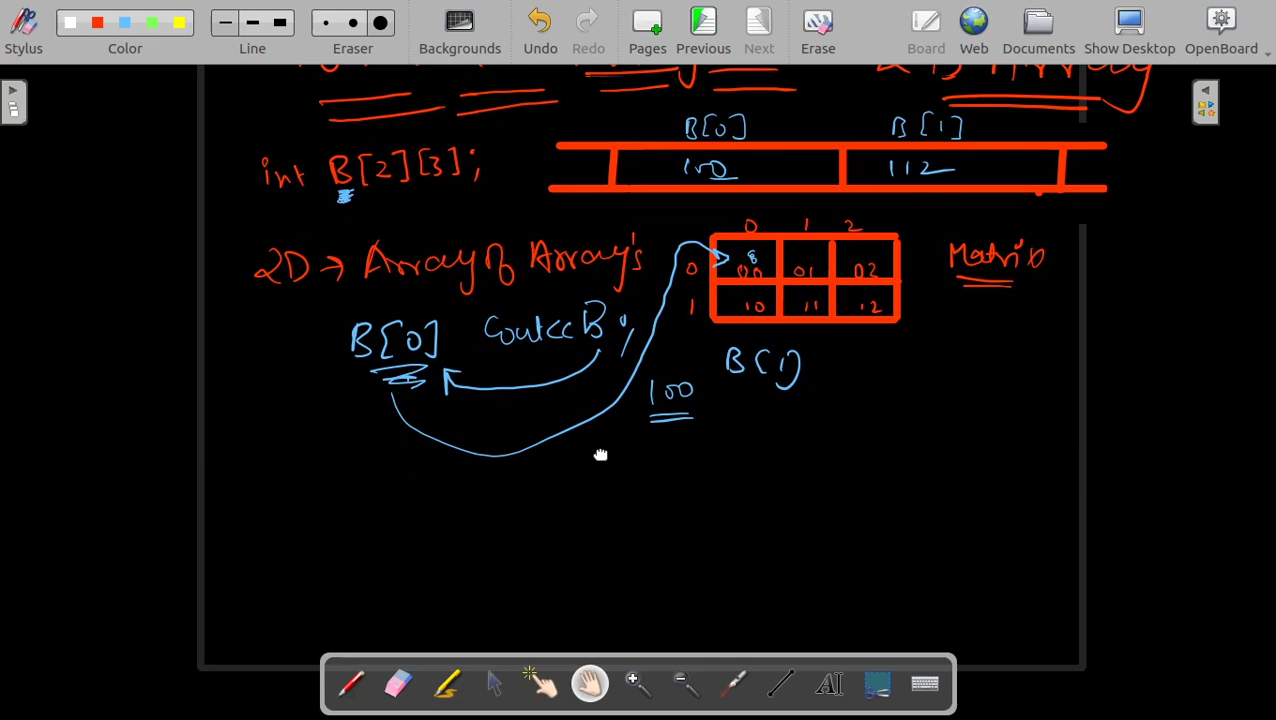 Stylus Color Line Eraser Backgrounds Undo Redo Pages Previous Next Erase Board Web Documents Show Desktop OpenBoard
2D Array
B[0] B[1]
int B[2][3]; 100 112
0 1 2
2D → Array of Array's 0 00 01 02 Matrix
1 10 11 12
B[0] Cout<<B; B[1]
100